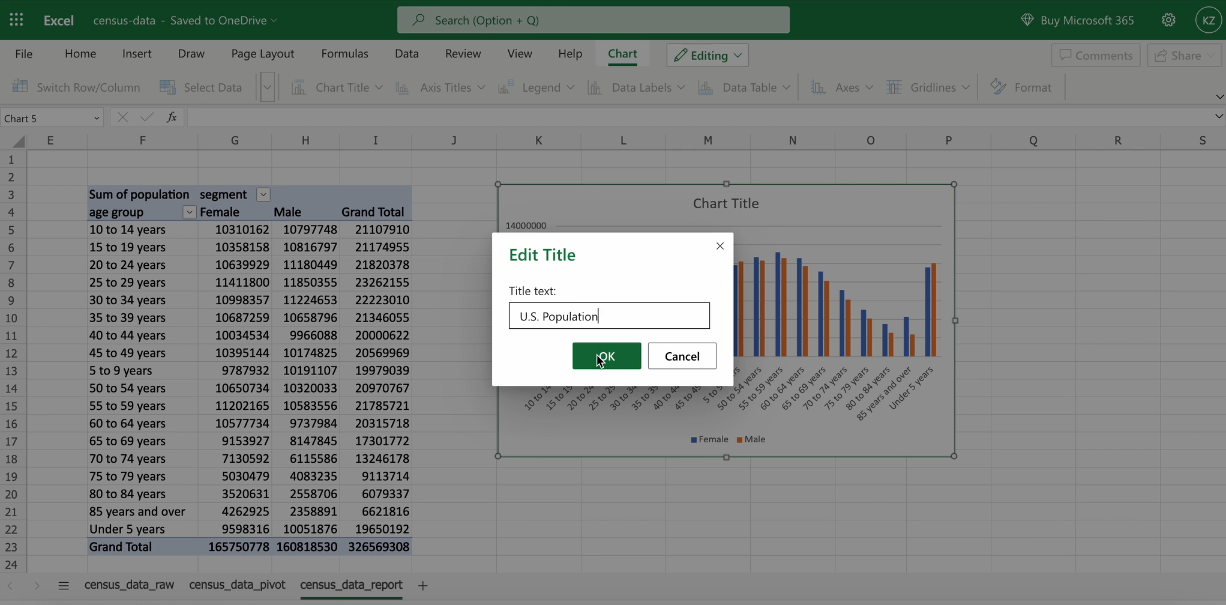 Excel census-data - Saved to OneDrive Search (Option + Q) Buy Microsoft 365 KZ
File Home Insert Draw Page Layout Formulas Data Review View Help Chart Editing Comments Share
Switch Row/Column Select Data Chart Title Axis Titles Legend Data Labels Data Table Axes Gridlines Format
Chart 5 fx
E F G H I J K L M N O P Q R S
1
2
3 Sum of population segment
4 age group Female Male Grand Total
5 10 to 14 years 10310162 10797748 21107910
6 15 to 19 years 10358158 10816797 21174955
7 20 to 24 years 10639929 11180449 21820378
8 25 to 29 years 11411800 11850355 23262155
9 30 to 34 years 10998357 11224653 22223010
10 35 to 39 years 10687259 10658796 21346055
11 40 to 44 years 10034534 9966088 20000622
12 45 to 49 years 10395144 10174825 20569969
13 5 to 9 years 9787932 10191107 19979039
14 50 to 54 years 10650734 10320033 20970767
15 55 to 59 years 11202165 10583556 21785721
16 60 to 64 years 10577734 9737984 20315718
17 65 to 69 years 9153927 8147845 17301772
18 70 to 74 years 7130592 6115586 13246178
19 75 to 79 years 5030479 4083235 9113714
20 80 to 84 years 3520631 2558706 6079337
21 85 years and over 4262925 2358891 6621816
22 Under 5 years 9598316 10051876 19650192
23 Grand Total 165750778 160818530 326569308
24
Chart Title
14000000
Edit Title
Title text:
U.S. Population
OK Cancel
10 to 14
15 to 19
20 to 2
25 to 2
30 to 3
35 to 3
40 to 4
45 to 4
5 to 9 years
50 to 54 years
55 to 59 years
60 to 64 years
65 to 69 years
70 to 74 years
75 to 79 years
80 to 84 years
85 years and over
Under 5 years
Female Male
census_data_raw census_data_pivot census_data_report